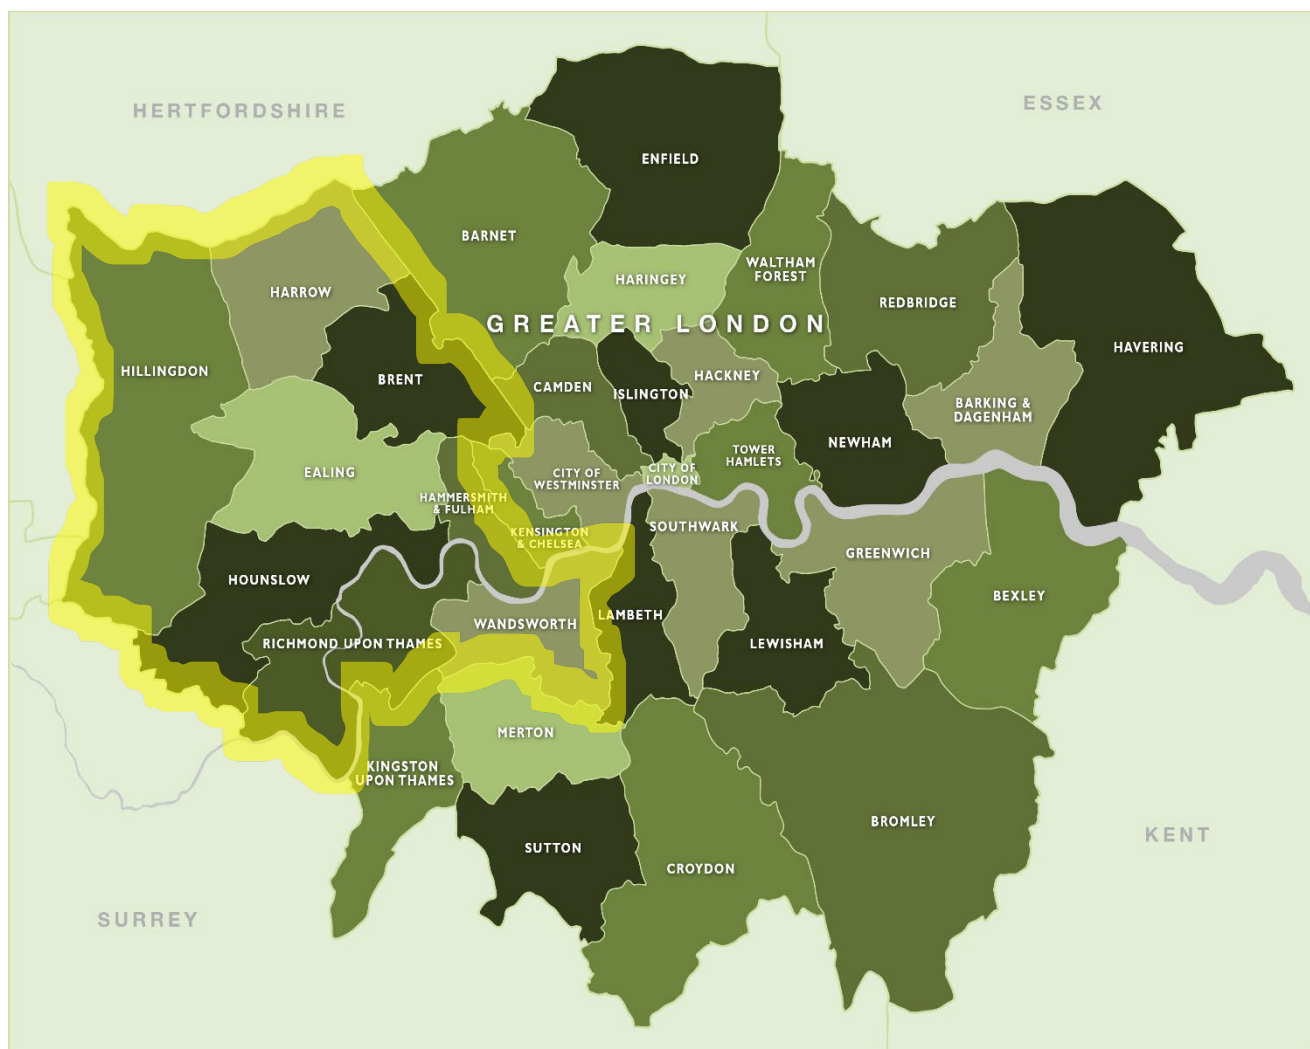 HERTFORDSHIRE
ESSEX
ENFIELD
BARNET
HARINGEY
WALTHAM
FOREST
HARROW
REDBRIDGE
GREATER LONDON
HAVERING
HILLINGDON
BRENT
CAMDEN
ISLINGTON
HACKNEY
BARKING &
DAGENHAM
NEWHAM
EALING
TOWER
HAMLETS
CITY OF
WESTMINSTER
CITY OF
LONDON
HAMMERSMITH
& FULHAM
KENSINGTON
& CHELSEA
SOUTHWARK
GREENWICH
HOUNSLOW
BEXLEY
LAMBETH
WANDSWORTH
RICHMOND UPON THAMES
LEWISHAM
MERTON
KINGSTON
UPON THAMES
BROMLEY
KENT
SUTTON
CROYDON
SURREY